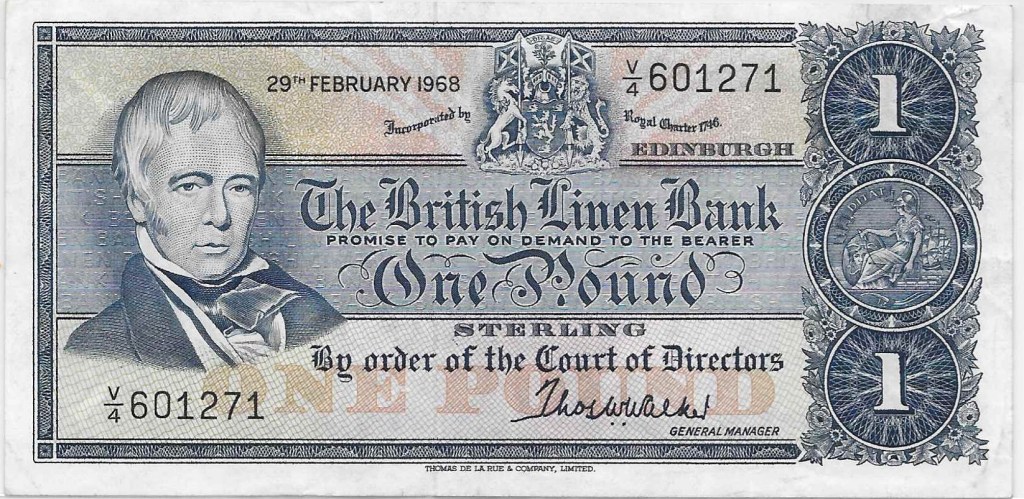 29TH FEBRUARY 1968
V/4 601271
Incorporated by
Royal Charter 1746.
EDINBURGH
The British Linen Bank
PROMISE TO PAY ON DEMAND TO THE BEARER
One Pound
STERLING
By order of the Court of Directors
ONE POUND
V/4 601271
Thos W Walker
GENERAL MANAGER
THOMAS DE LA RUE & COMPANY, LIMITED.
1
1